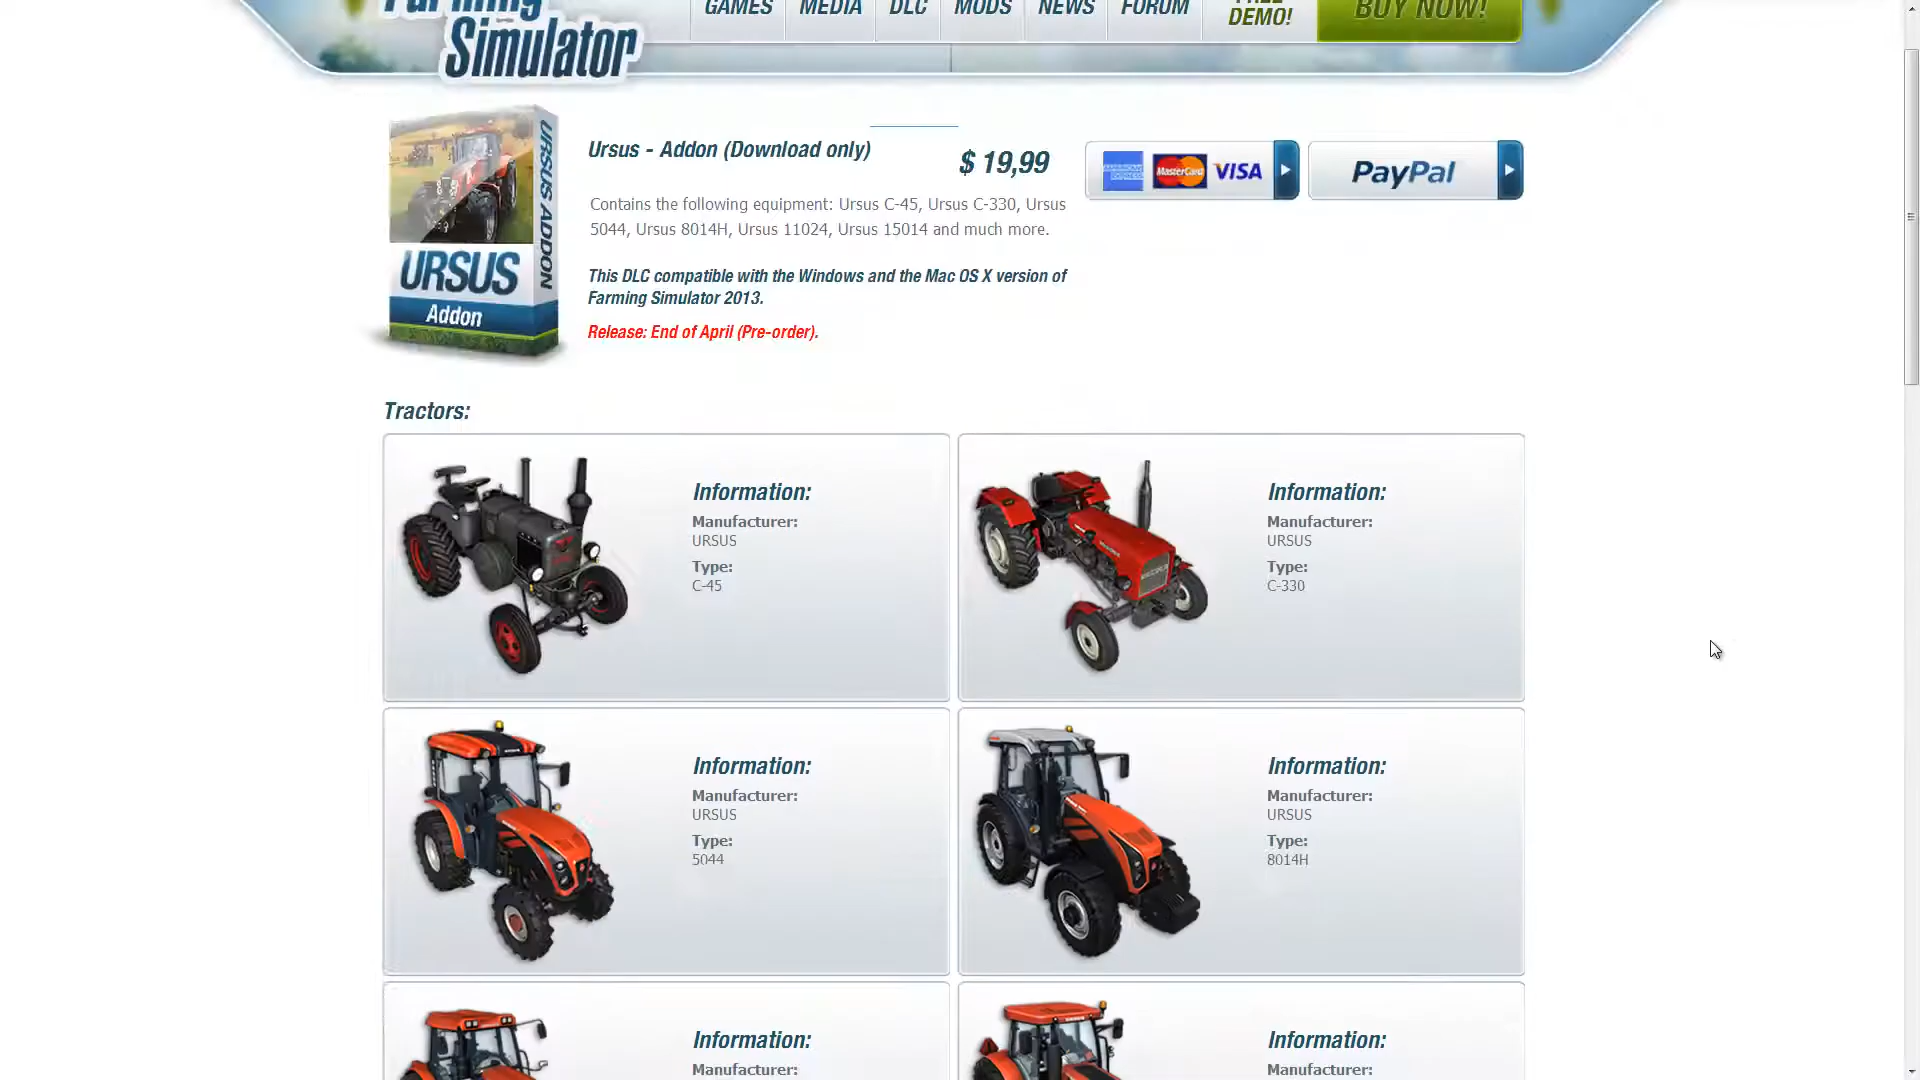 Farming
Simulator
GAMES MEDIA DLC MODS NEWS FORUM
DEMO!
BUY NOW!
URSUS ADDON
URSUS
Addon
Ursus - Addon (Download only)
$ 19,99
AMERICAN EXPRESS MasterCard VISA
PayPal
Contains the following equipment: Ursus C-45, Ursus C-330, Ursus
5044, Ursus 8014H, Ursus 11024, Ursus 15014 and much more.
This DLC compatible with the Windows and the Mac OS X version of
Farming Simulator 2013.
Release: End of April (Pre-order).
Tractors:
Information:
Manufacturer:
URSUS
Type:
C-45
Information:
Manufacturer:
URSUS
Type:
C-330
Information:
Manufacturer:
URSUS
Type:
5044
Information:
Manufacturer:
URSUS
Type:
8014H
Information:
Manufacturer:
Information:
Manufacturer: